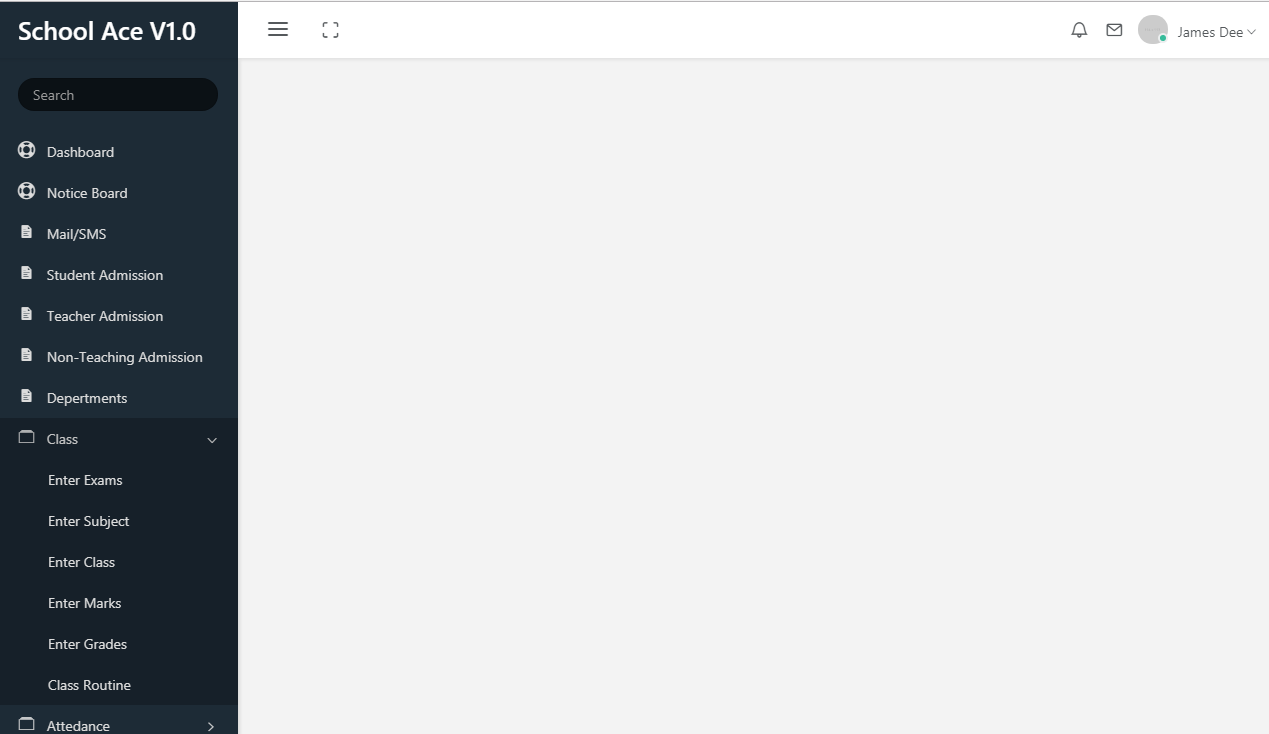 School Ace V1.0
James Dee
Search
Dashboard
Notice Board
Mail/SMS
Student Admission
Teacher Admission
Non-Teaching Admission
Depertments
Class
Enter Exams
Enter Subject
Enter Class
Enter Marks
Enter Grades
Class Routine
Attedance